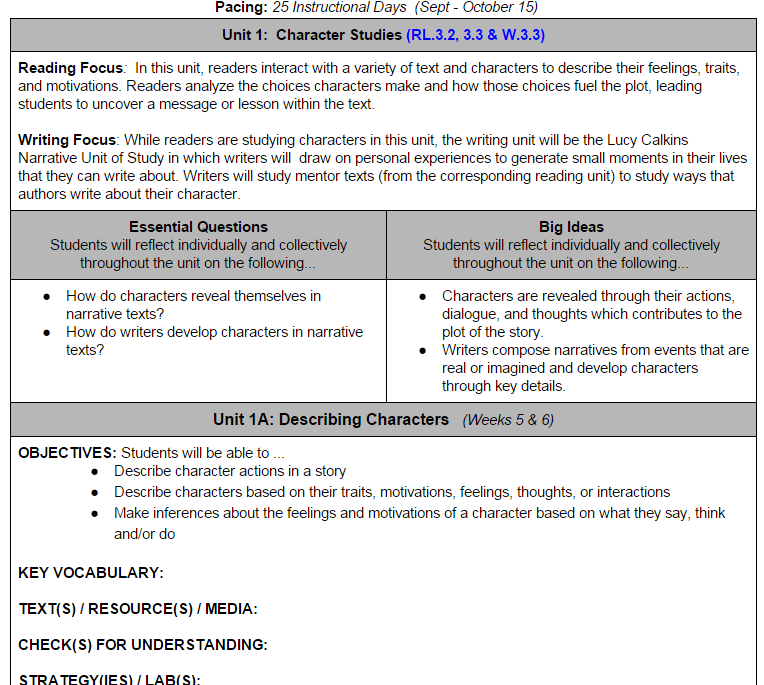 Pacing: 25 Instructional Days (Sept - October 15)
Unit 1: Character Studies (RL.3.2, 3.3 & W.3.3)
Reading Focus: In this unit, readers interact with a variety of text and characters to describe their feelings, traits,
and motivations. Readers analyze the choices characters make and how those choices fuel the plot, leading
students to uncover a message or lesson within the text.
Writing Focus: While readers are studying characters in this unit, the writing unit will be the Lucy Calkins
Narrative Unit of Study in which writers will draw on personal experiences to generate small moments in their lives
that they can write about. Writers will study mentor texts (from the corresponding reading unit) to study ways that
authors write about their character.
Essential Questions
Students will reflect individually and collectively
throughout the unit on the following...
● How do characters reveal themselves in
narrative texts?
● How do writers develop characters in narrative
texts?
Big Ideas
Students will reflect individually and collectively
throughout the unit on the following...
● Characters are revealed through their actions,
dialogue, and thoughts which contributes to the
plot of the story.
● Writers compose narratives from events that are
real or imagined and develop characters
through key details.
Unit 1A: Describing Characters (Weeks 5 & 6)
OBJECTIVES: Students will be able to ...
● Describe character actions in a story
● Describe characters based on their traits, motivations, feelings, thoughts, or interactions
● Make inferences about the feelings and motivations of a character based on what they say, think
and/or do
KEY VOCABULARY:
TEXT(S) / RESOURCE(S) / MEDIA:
CHECK(S) FOR UNDERSTANDING:
STRATEGY(IES) / LAB(S):